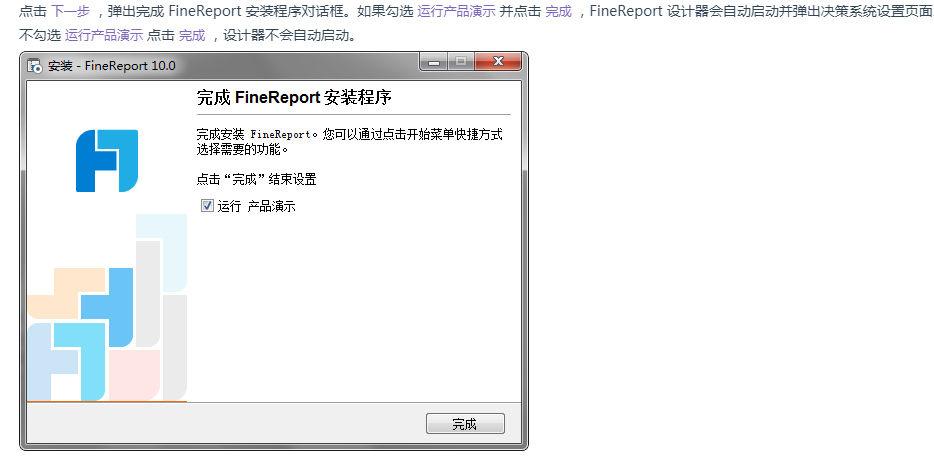 点击 下一步 ，弹出完成 FineReport 安装程序对话框。如果勾选 运行产品演示 并点击 完成 ，FineReport 设计器会自动启动并弹出决策系统设置页面
不勾选 运行产品演示 点击 完成 ，设计器不会自动启动。
安装 - FineReport 10.0
完成 FineReport 安装程序
完成安装 FineReport。您可以通过点击开始菜单快捷方式
选择需要的功能。
点击“完成”结束设置
运行 产品演示
完成